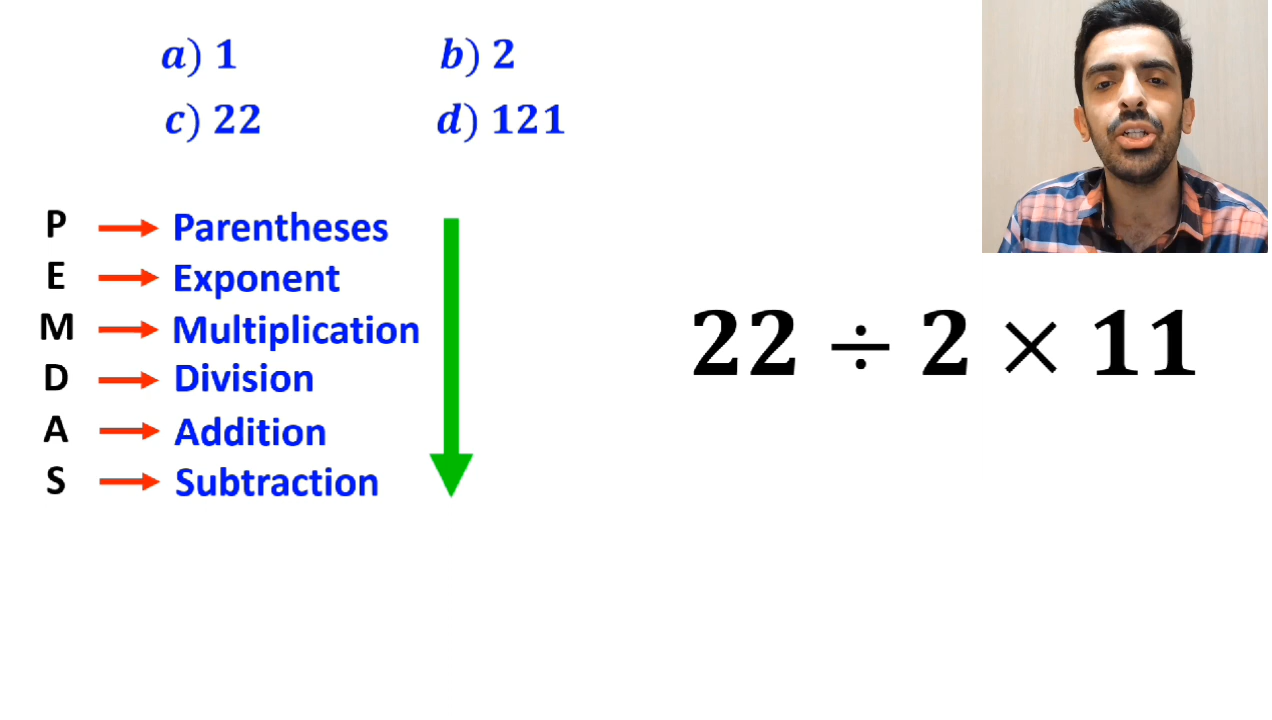 a) 1 b) 2
c) 22 d) 121
P Parentheses
E Exponent
M Multiplication
D Division
A Addition
S Subtraction
22 ÷ 2 × 11